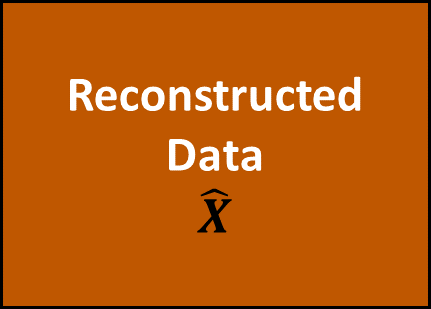 Reconstructed
Data
X̂